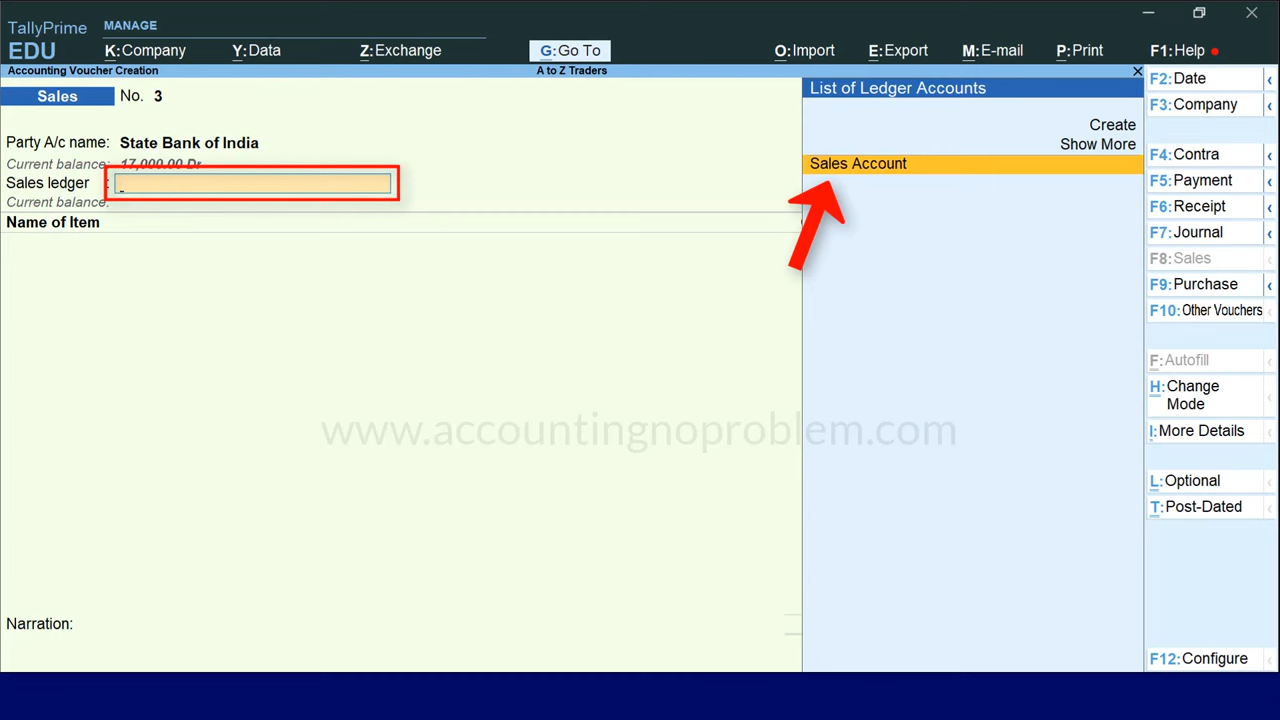 TallyPrime
EDU
MANAGE
K:Company
Y:Data
Z:Exchange
G:Go To
O:Import
E:Export
M:E-mail
P:Print
F1:Help
Accounting Voucher Creation
A to Z Traders
Sales
No. 3
Party A/c name: State Bank of India
Current balance: 17,000.00 Dr
Sales ledger :
Current balance:
Name of Item
List of Ledger Accounts
Create
Show More
Sales Account
www.accountingnoproblem.com
Narration:
F2:Date
F3:Company
F4:Contra
F5:Payment
F6:Receipt
F7:Journal
F8:Sales
F9:Purchase
F10:Other Vouchers
F:Autofill
H:Change
Mode
I:More Details
L:Optional
T:Post-Dated
F12:Configure